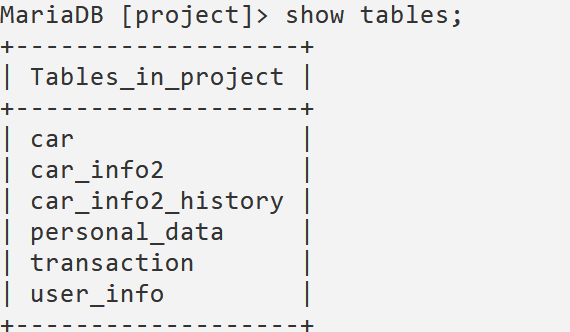 MariaDB [project]> show tables;
+-------------------+
| Tables_in_project |
+-------------------+
| car               |
| car_info2         |
| car_info2_history |
| personal_data     |
| transaction       |
| user_info         |
+-------------------+